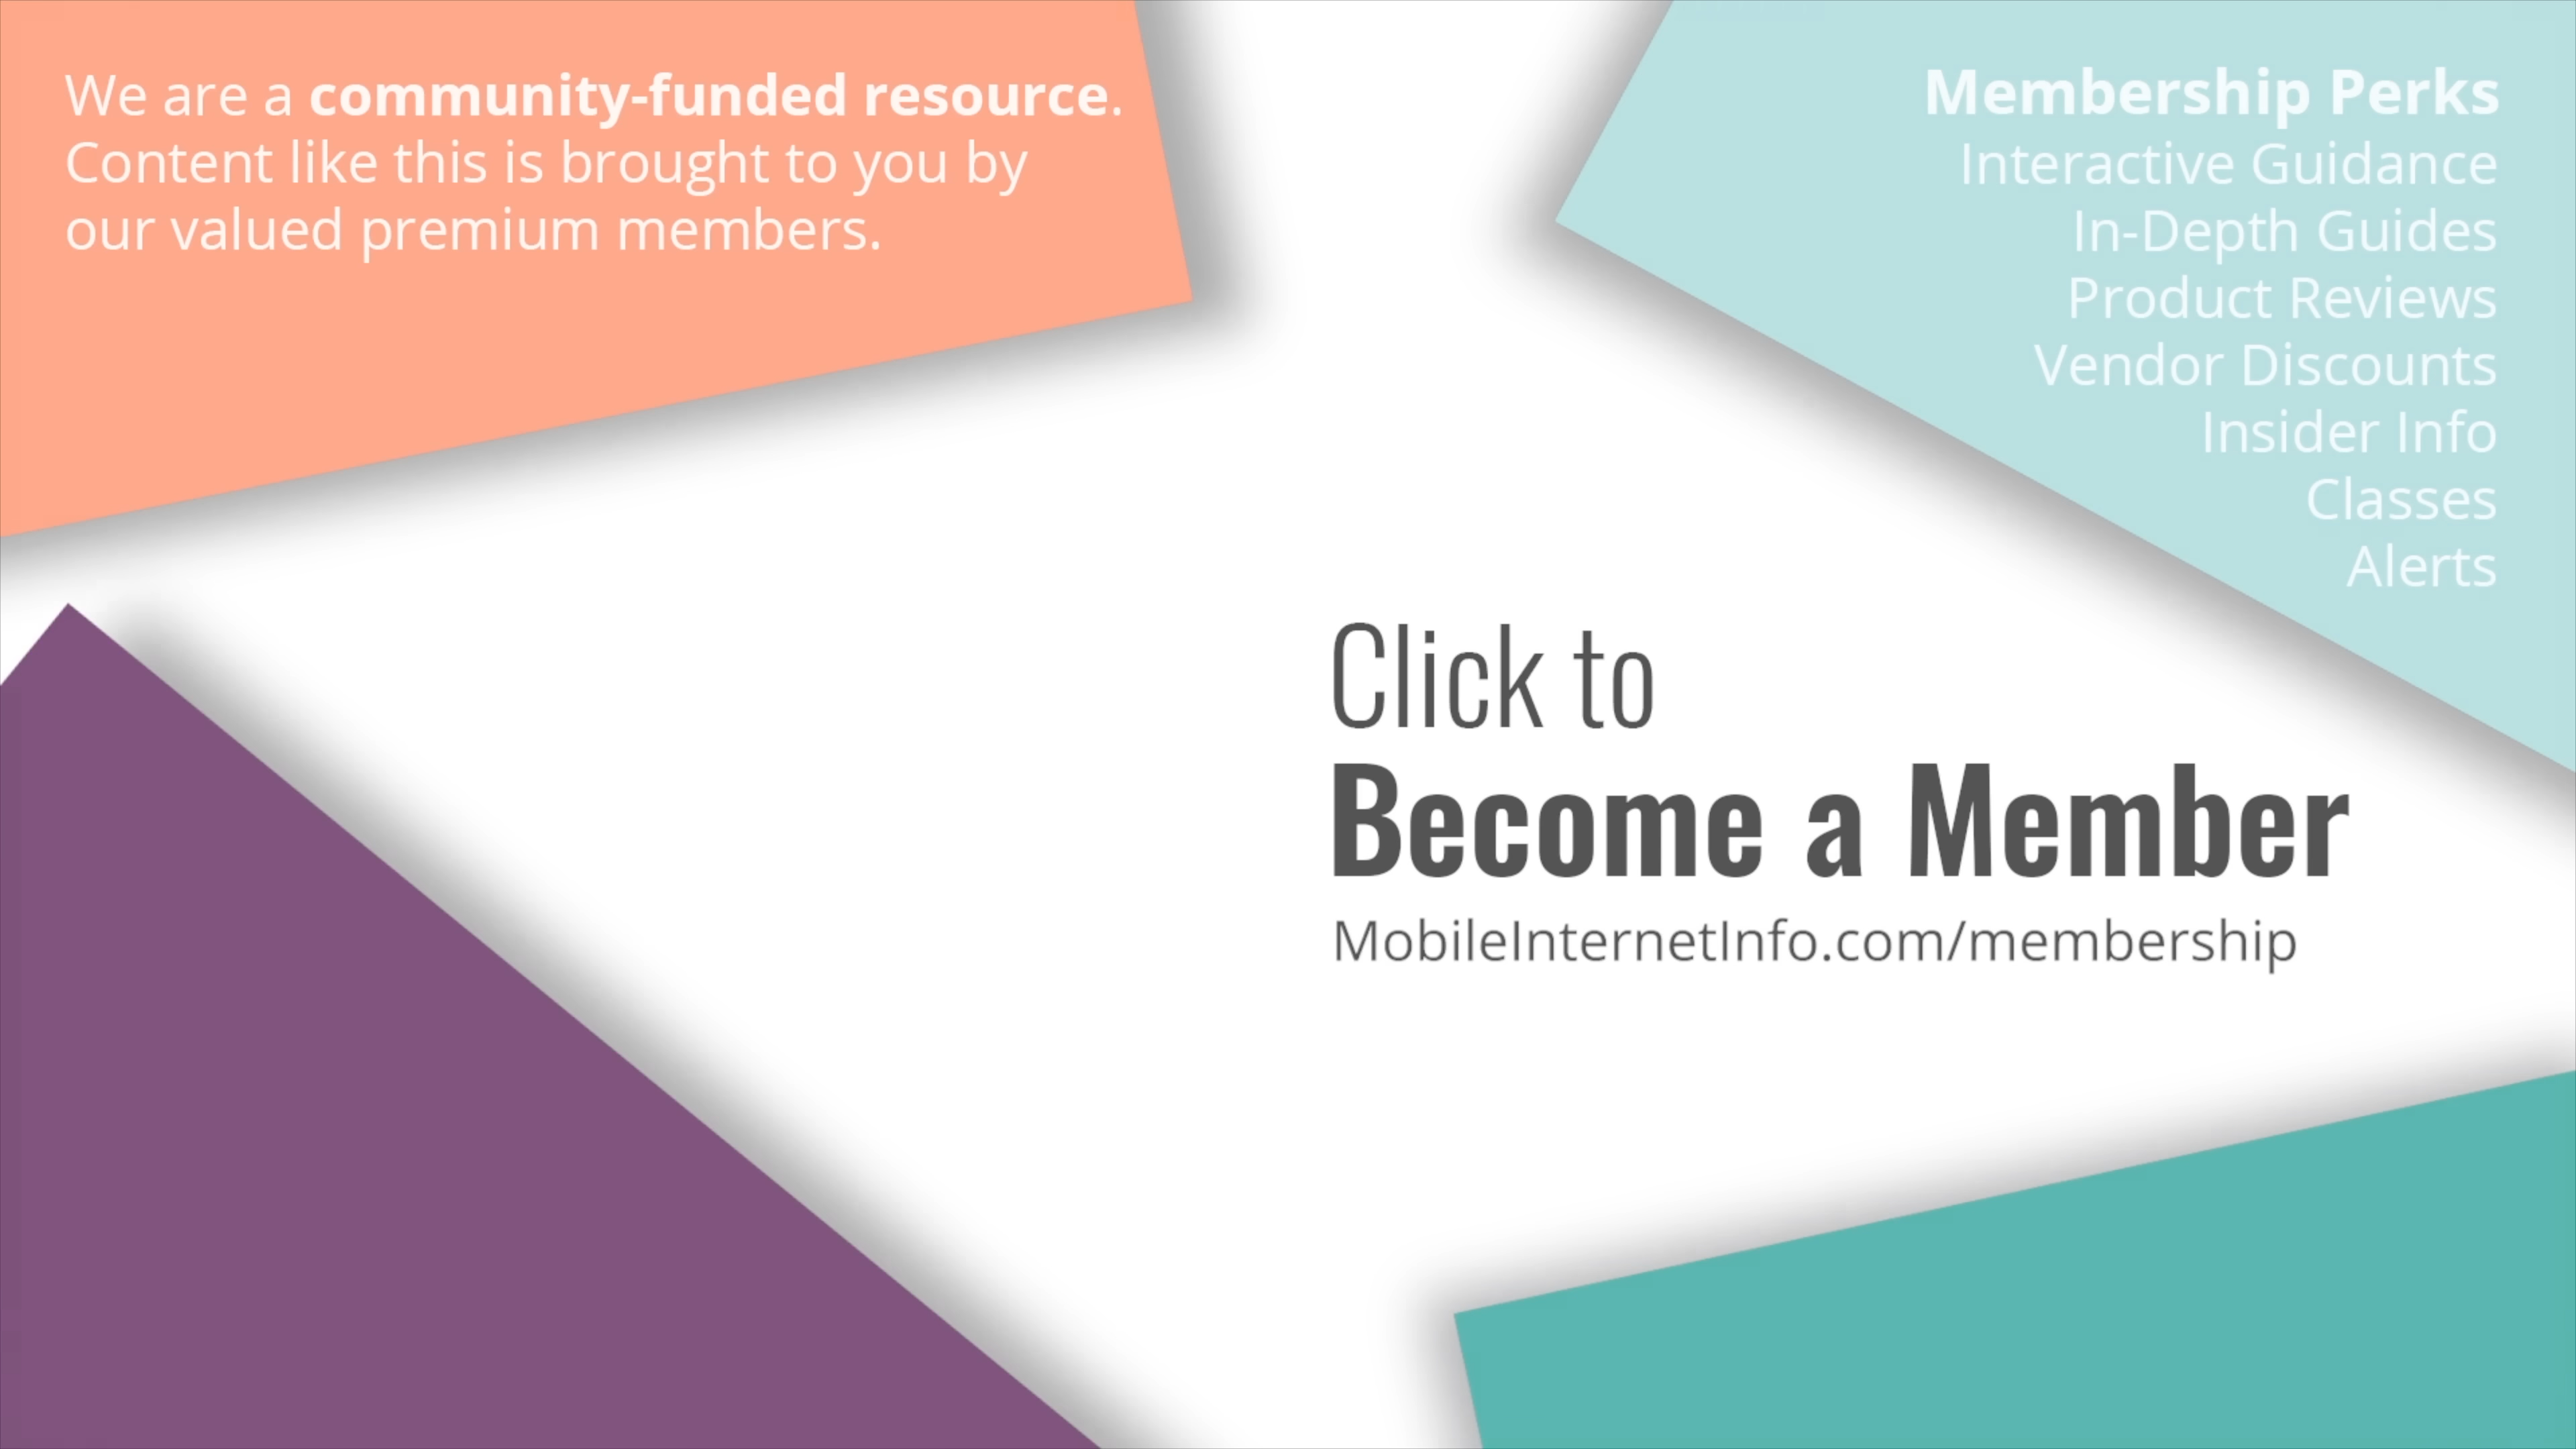 We are a community-funded resource.
Content like this is brought to you by
our valued premium members.
Membership Perks
Interactive Guidance
In-Depth Guides
Product Reviews
Vendor Discounts
Insider Info
Classes
Alerts
Click to
Become a Member
MobileInternetInfo.com/membership